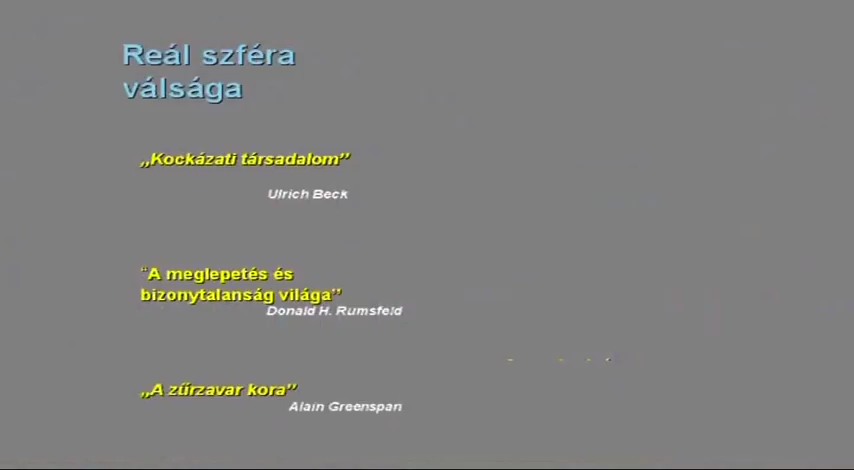 Reál szféra
válsága
„Kockázati társadalom”
Ulrich Beck
“A meglepetés és
bizonytalanság világa”
Donald H. Rumsfeld
„A zűrzavar kora”
Alain Greenspan